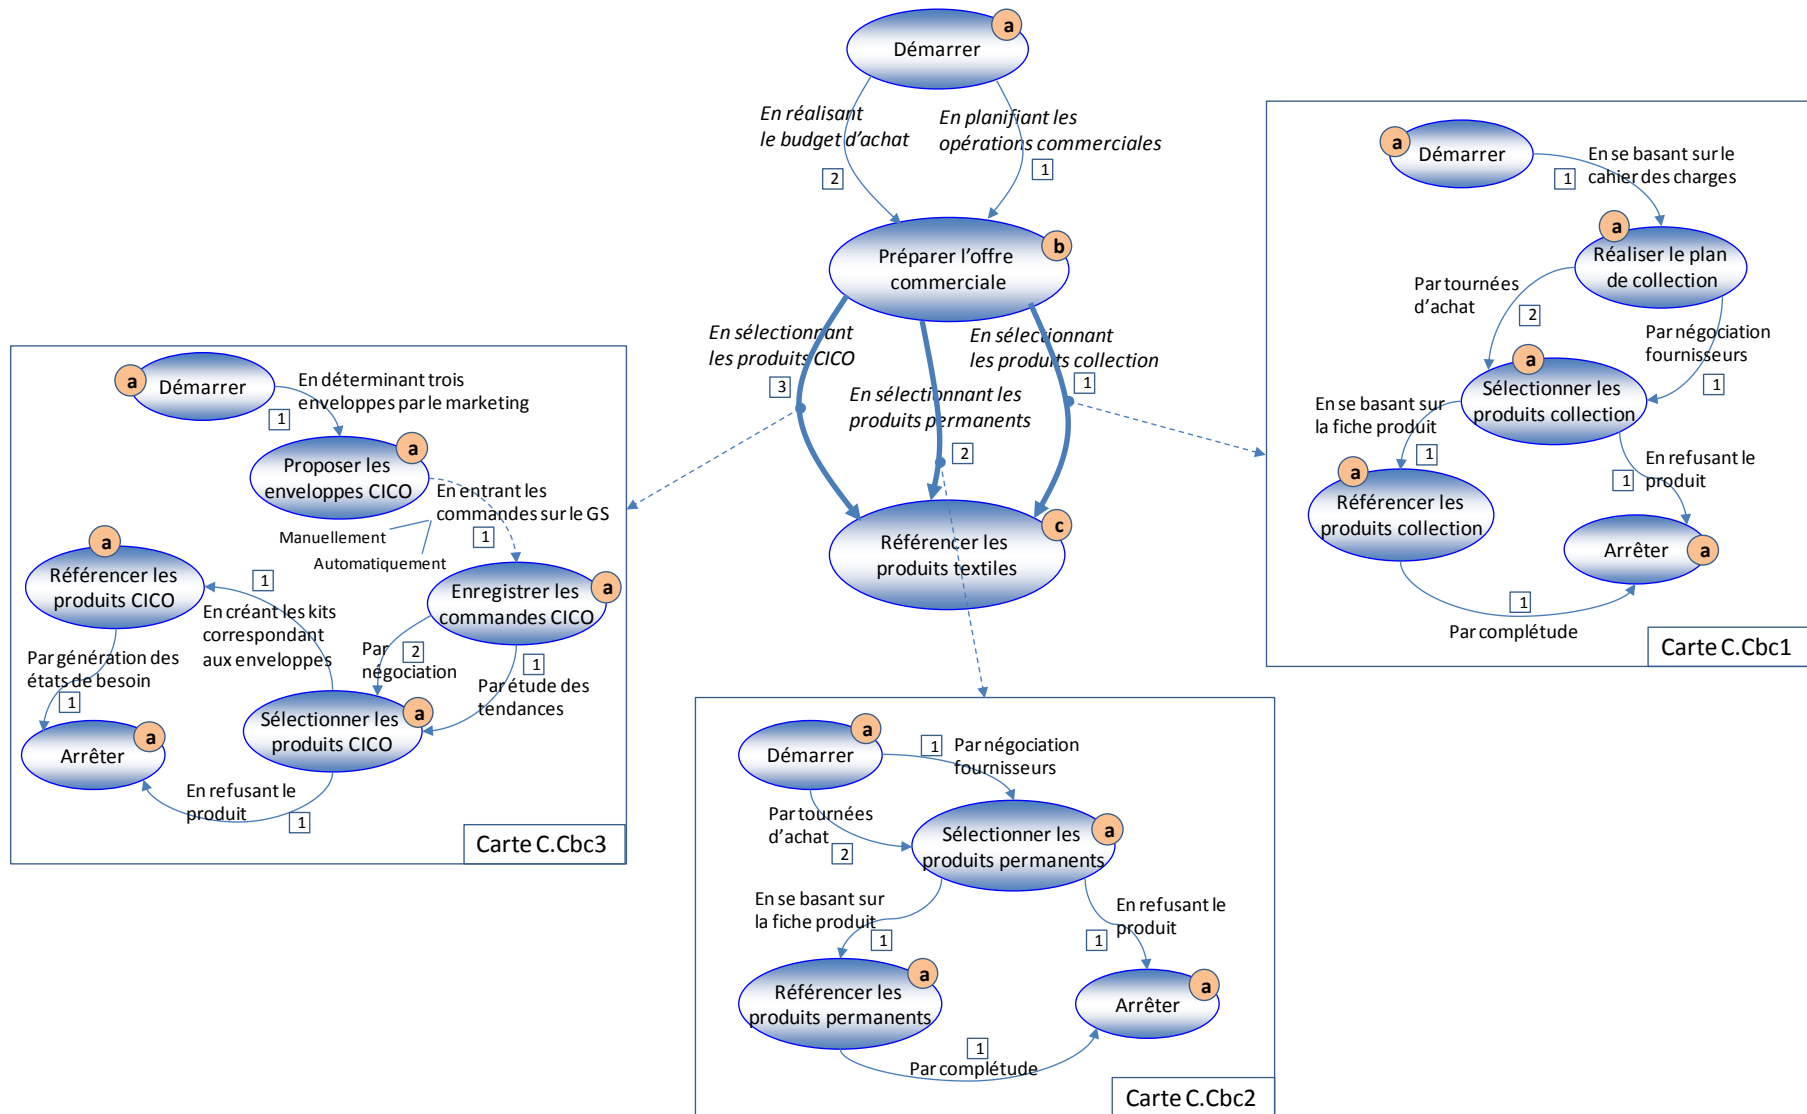 a
Démarrer
En réalisant
le budget d'achat
2
En planifiant les
opérations commerciales
1
b
Préparer l'offre
commerciale
En sélectionnant
les produits CICO
3
En sélectionnant les
produits permanents
2
En sélectionnant
les produits collection
1
c
Référencer les
produits textiles
a
Démarrer
1
En se basant sur le
cahier des charges
a
Réaliser le plan
de collection
Par tournées
d'achat
2
Par négociation
fournisseurs
1
a
Sélectionner les
produits collection
En se basant sur
la fiche produit
1
En refusant le
produit
1
a
Référencer les
produits collection
Arrêter
a
1
Par complétude
Carte C.Cbc1
a
Démarrer
En déterminant trois
enveloppes par le marketing
1
a
Proposer les
enveloppes CICO
En entrant les
commandes sur le GS
1
Manuellement
Automatiquement
a
Référencer les
produits CICO
1
En créant les kits
correspondant
aux enveloppes
Enregistrer les
commandes CICO
a
Par
négociation
2
1
Par étude des
tendances
Par génération des
états de besoin
1
a
Sélectionner les
produits CICO
a
Arrêter
En refusant le
produit
1
Carte C.Cbc3
a
Démarrer
1
Par négociation
fournisseurs
Par tournées
d'achat
2
a
Sélectionner les
produits permanents
En se basant sur
la fiche produit
1
En refusant le
produit
1
a
Référencer les
produits permanents
a
Arrêter
1
Par complétude
Carte C.Cbc2